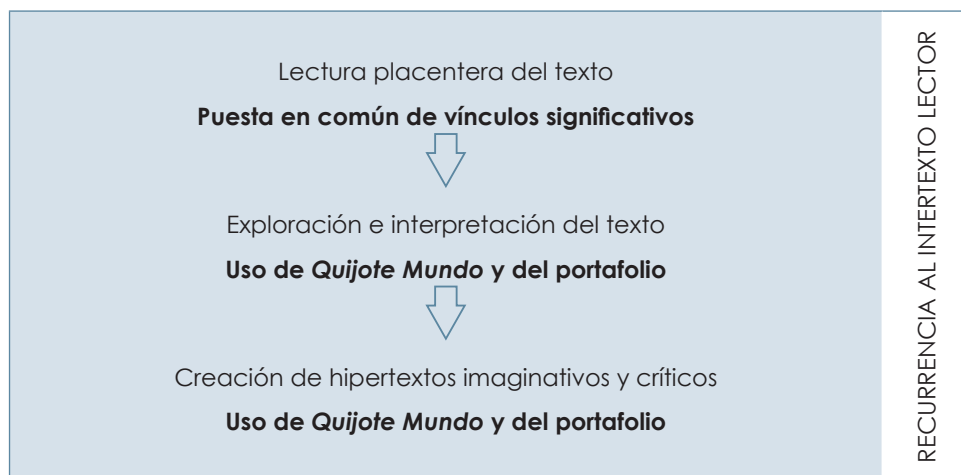 Lectura placentera del texto
Puesta en común de vínculos significativos
Exploración e interpretación del texto
Uso de Quijote Mundo y del portafolio
Creación de hipertextos imaginativos y críticos
Uso de Quijote Mundo y del portafolio
RECURRENCIA AL INTERTEXTO LECTOR